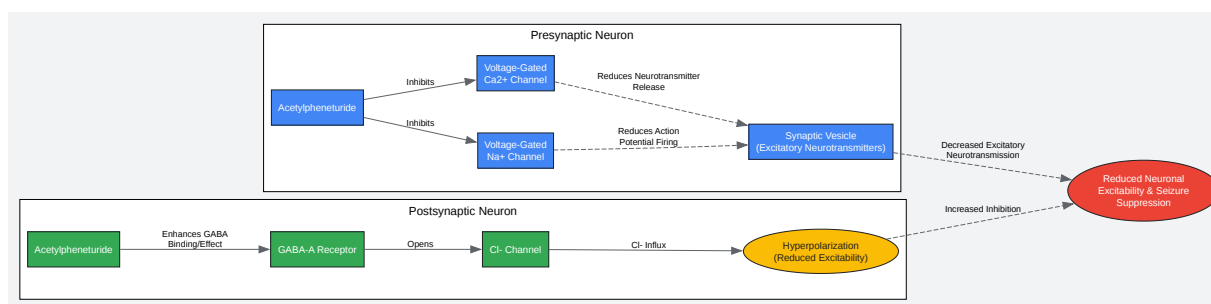 Presynaptic Neuron
Acetylpheneturide
Inhibits
Inhibits
Voltage-Gated
Ca2+ Channel
Voltage-Gated
Na+ Channel
Reduces Neurotransmitter
Release
Reduces Action
Potential Firing
Synaptic Vesicle
(Excitatory Neurotransmitters)
Decreased Excitatory
Neurotransmission
Reduced Neuronal
Excitability & Seizure
Suppression
Postsynaptic Neuron
Acetylpheneturide
Enhances GABA
Binding/Effect
GABA-A Receptor
Opens
Cl- Channel
Cl- Influx
Hyperpolarization
(Reduced Excitability)
Increased Inhibition